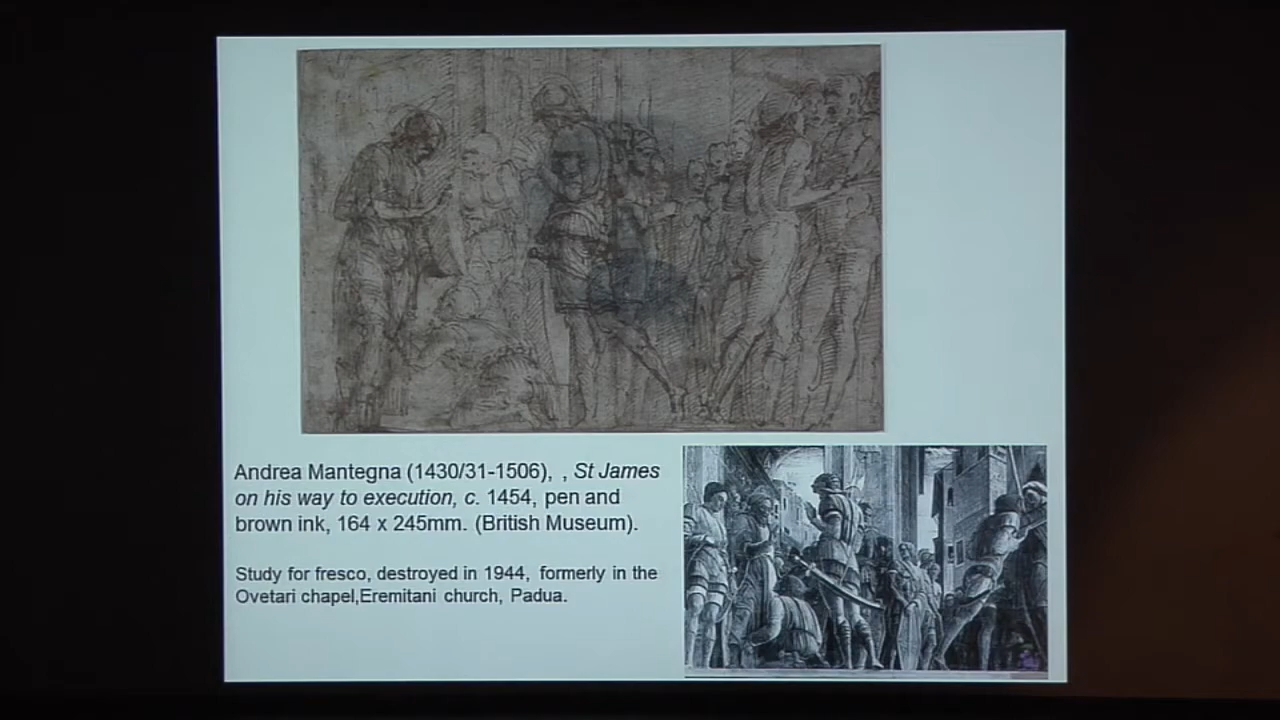 Andrea Mantegna (1430/31-1506), , St James
on his way to execution, c. 1454, pen and
brown ink, 164 x 245mm. (British Museum).
Study for fresco, destroyed in 1944, formerly in the
Ovetari chapel,Eremitani church, Padua.